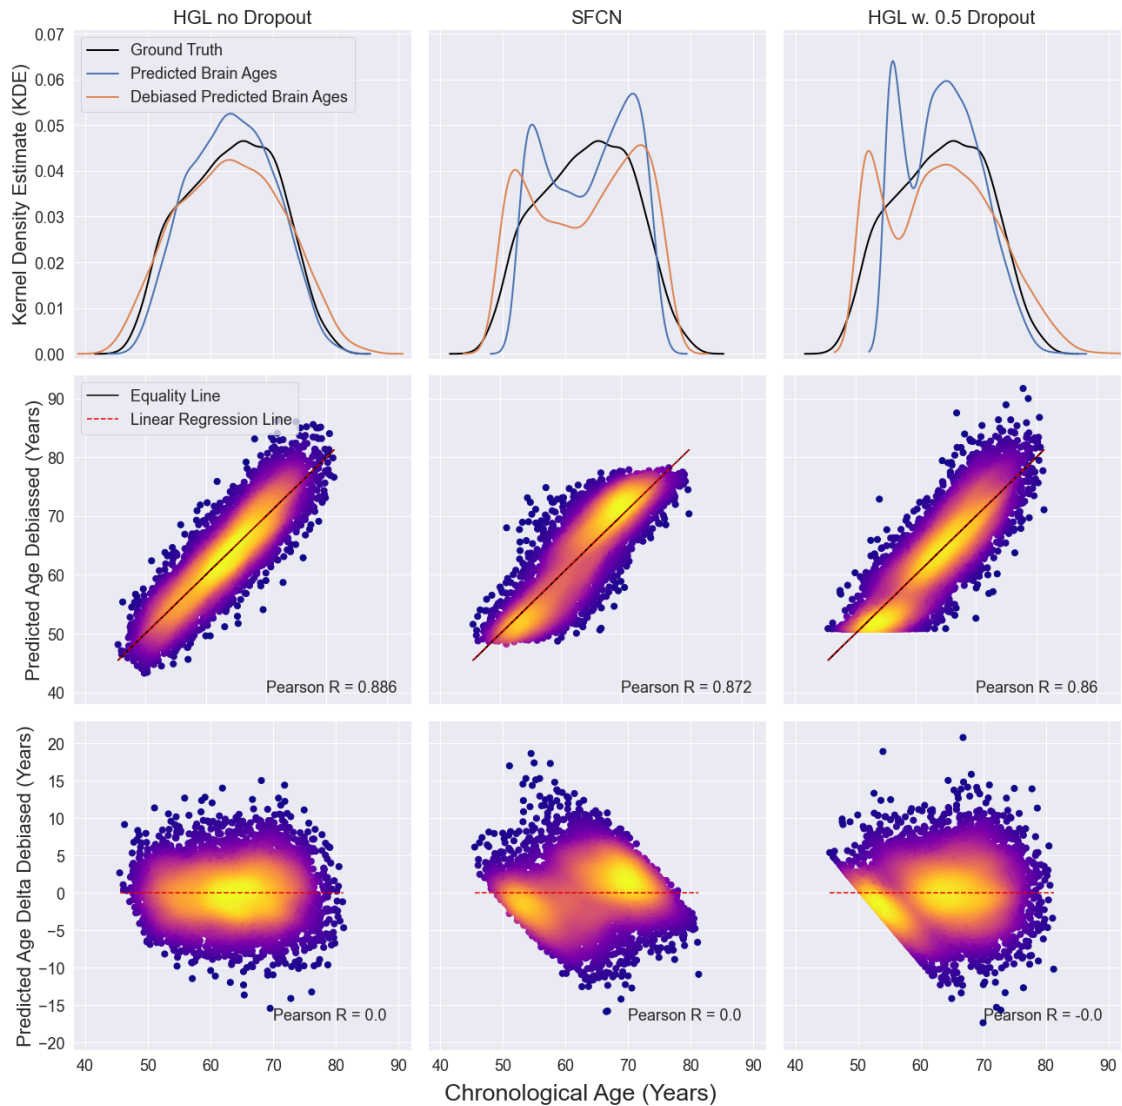 HGL no Dropout
SFCN
HGL w. 0.5 Dropout
Kernel Density Estimate (KDE)
0.07
0.06
0.05
0.04
0.03
0.02
0.01
0.00
Ground Truth
Predicted Brain Ages
Debiased Predicted Brain Ages
Predicted Age Debiassed (Years)
90
80
70
60
50
40
Equality Line
Linear Regression Line
Pearson R = 0.886
Pearson R = 0.872
Pearson R = 0.86
Predicted Age Delta Debiased (Years)
20
15
10
5
0
−5
−10
−15
−20
Pearson R = 0.0
Pearson R = 0.0
Pearson R = -0.0
40 50 60 70 80 90
40 50 60 70 80 90
40 50 60 70 80 90
Chronological Age (Years)